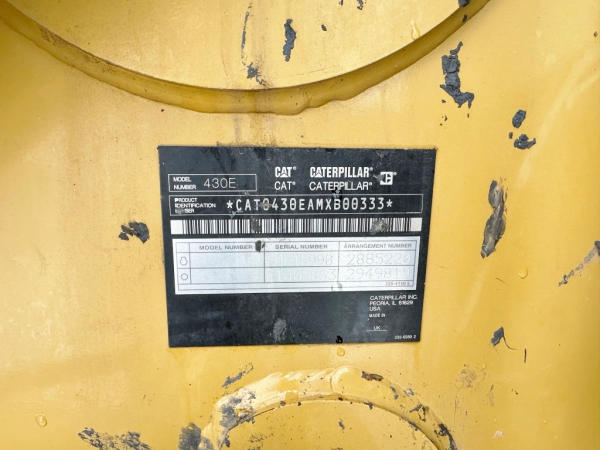 MODEL NUMBER 430E
CAT® CATERPILLAR®
CAT® CATERPILLAR®
PRODUCT IDENTIFICATION NUMBER *CAT0430EAMXB00333*
MODEL NUMBER SERIAL NUMBER ARRANGEMENT NUMBER
CATERPILLAR INC.
PEORIA, IL 61629
USA
MADE IN
UK